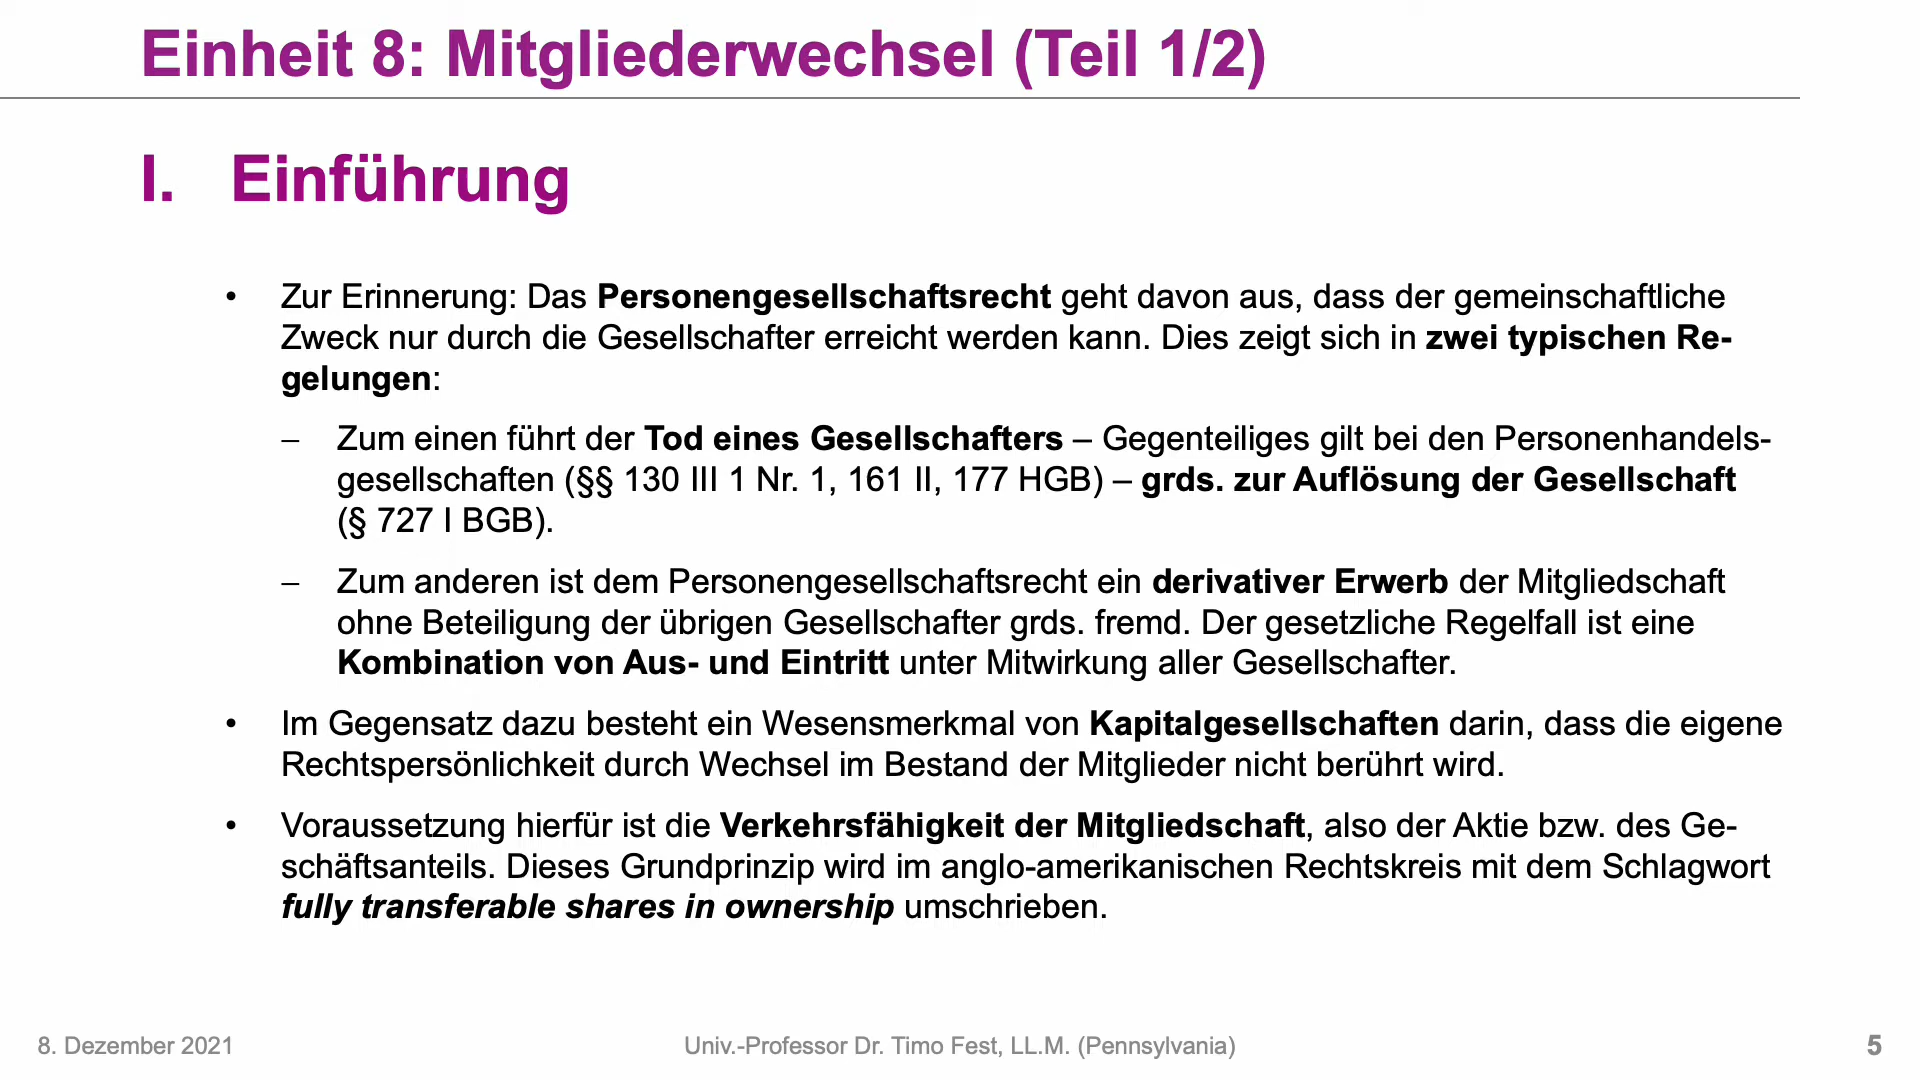 Einheit 8: Mitgliederwechsel (Teil 1/2)
I. Einführung
• Zur Erinnerung: Das Personengesellschaftsrecht geht davon aus, dass der gemeinschaftliche
Zweck nur durch die Gesellschafter erreicht werden kann. Dies zeigt sich in zwei typischen Re-
gelungen:
– Zum einen führt der Tod eines Gesellschafters – Gegenteiliges gilt bei den Personenhandels-
gesellschaften (§§ 130 III 1 Nr. 1, 161 II, 177 HGB) – grds. zur Auflösung der Gesellschaft
(§ 727 I BGB).
– Zum anderen ist dem Personengesellschaftsrecht ein derivativer Erwerb der Mitgliedschaft
ohne Beteiligung der übrigen Gesellschafter grds. fremd. Der gesetzliche Regelfall ist eine
Kombination von Aus- und Eintritt unter Mitwirkung aller Gesellschafter.
• Im Gegensatz dazu besteht ein Wesensmerkmal von Kapitalgesellschaften darin, dass die eigene
Rechtspersönlichkeit durch Wechsel im Bestand der Mitglieder nicht berührt wird.
• Voraussetzung hierfür ist die Verkehrsfähigkeit der Mitgliedschaft, also der Aktie bzw. des Ge-
schäftsanteils. Dieses Grundprinzip wird im anglo-amerikanischen Rechtskreis mit dem Schlagwort
fully transferable shares in ownership umschrieben.
8. Dezember 2021
Univ.-Professor Dr. Timo Fest, LL.M. (Pennsylvania)
5